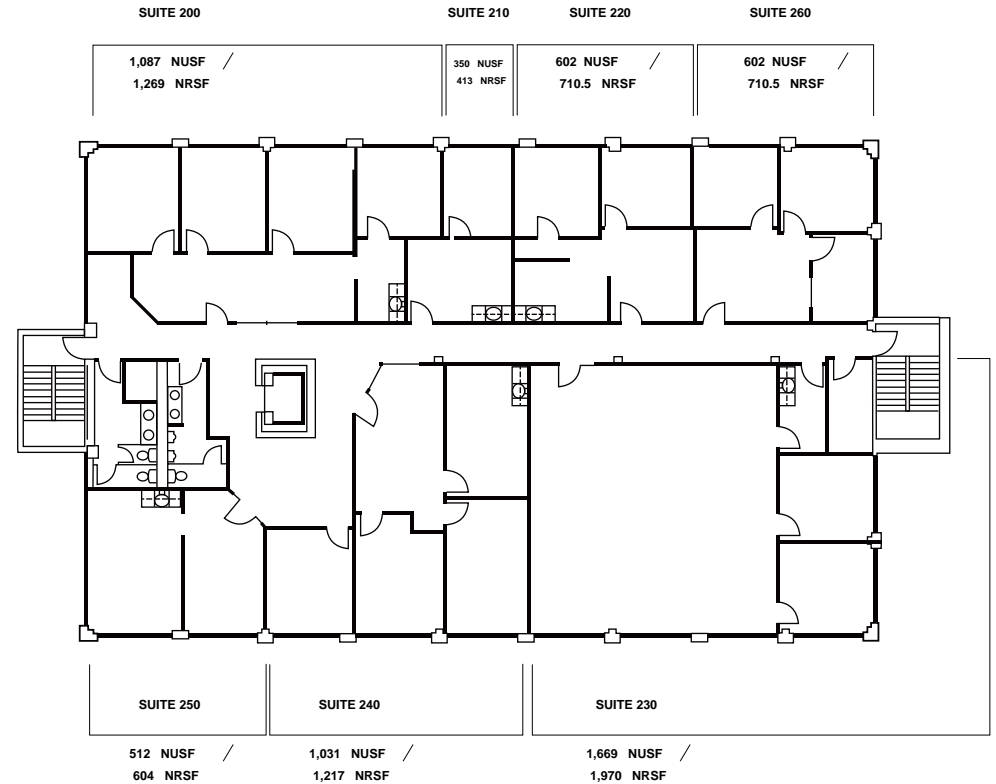 SUITE 200
SUITE 210
SUITE 220
SUITE 260
1,087 NUSF /
1,269 NRSF
350 NUSF
413 NRSF
602 NUSF /
710.5 NRSF
602 NUSF /
710.5 NRSF
SUITE 250
SUITE 240
SUITE 230
512 NUSF /
604 NRSF
1,031 NUSF /
1,217 NRSF
1,669 NUSF /
1,970 NRSF